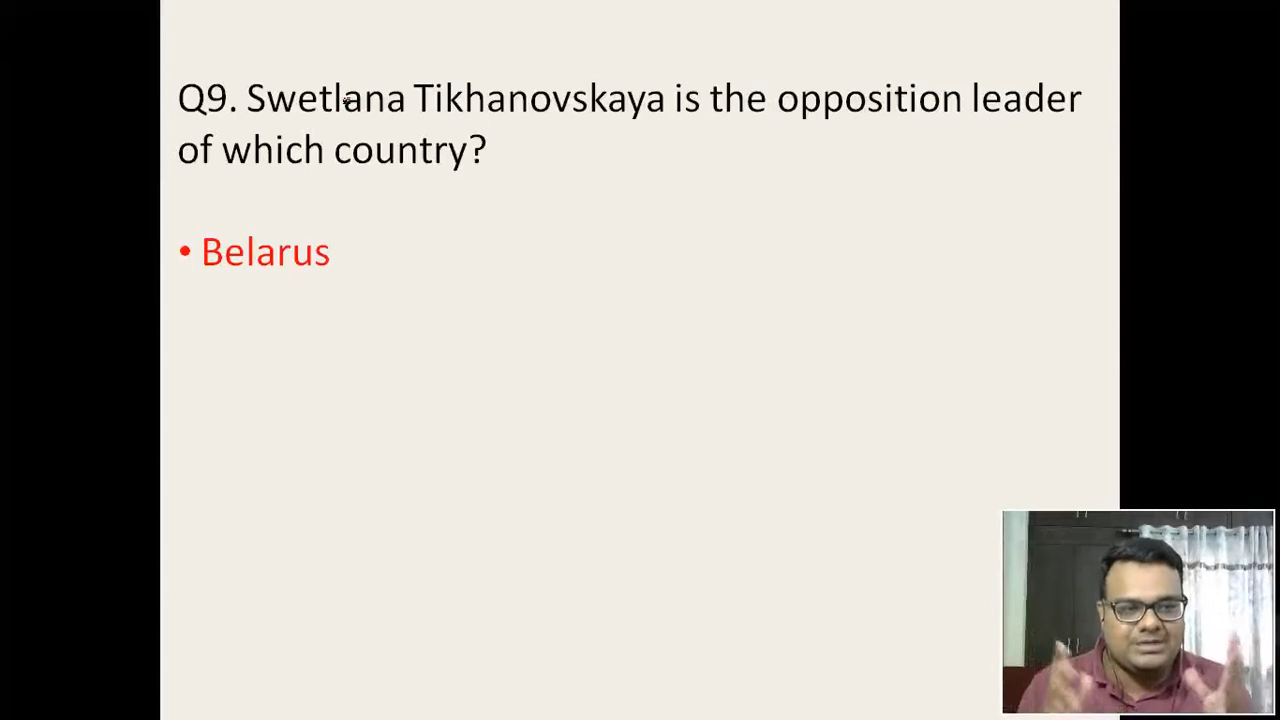 Q9. Swetlana Tikhanovskaya is the opposition leader
of which country?
• Belarus